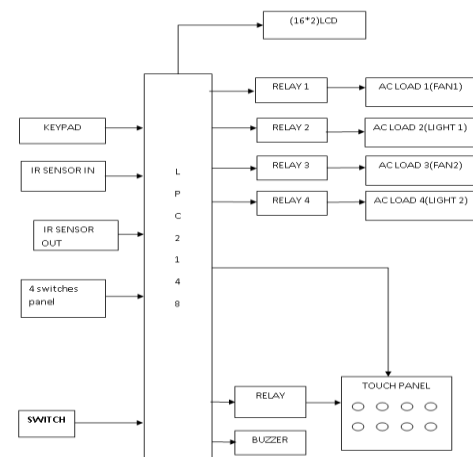 (16*2)LCD
RELAY 1
AC LOAD 1(FAN1)
KEYPAD
RELAY 2
AC LOAD 2(LIGHT 1)
IR SENSOR IN
RELAY 3
AC LOAD 3(FAN2)
RELAY 4
AC LOAD 4(LIGHT 2)
IR SENSOR
OUT
4 switches
panel
L
P
C
2
1
4
8
SWITCH
RELAY
BUZZER
TOUCH PANEL